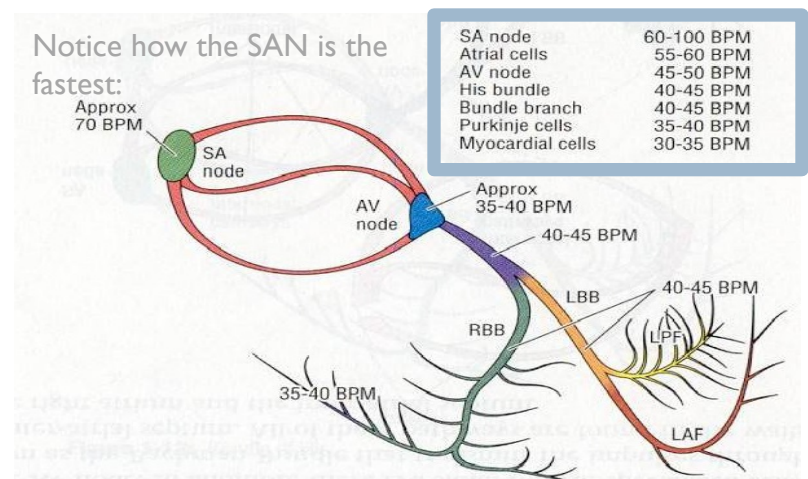 Notice how the SAN is the
fastest:
SA node 60-100 BPM
Atrial cells 55-60 BPM
AV node 45-50 BPM
His bundle 40-45 BPM
Bundle branch 40-45 BPM
Purkinje cells 35-40 BPM
Myocardial cells 30-35 BPM
Approx
70 BPM
SA
node
AV
node
Approx
35-40 BPM
40-45 BPM
LBB
40-45 BPM
RBB
LPF
35-40 BPM
LAF